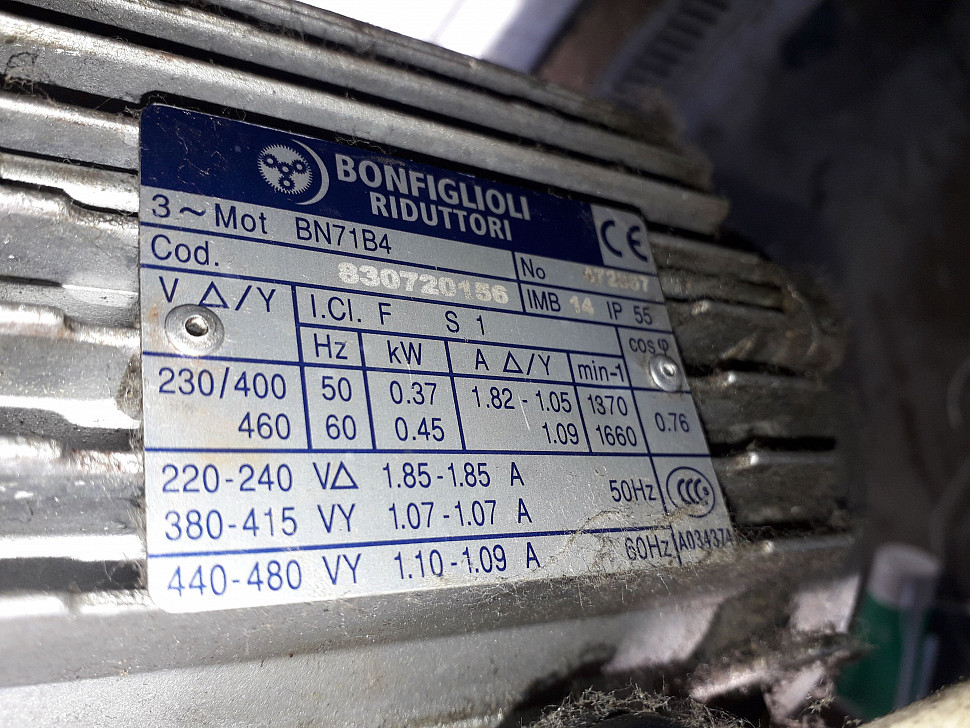 BONFIGLIOLI
RIDUTTORI
CE
3~Mot BN71B4
No
Cod. 830720156
IMB 14 IP 55
V Δ/Y I.Cl. F S 1
Hz kW A Δ/Y min-1 cos φ
230/400 50 0.37 1.82 - 1.05 1370 0.76
460 60 0.45 1.09 1660
220-240 VΔ 1.85-1.85 A 50Hz CCC
380-415 VY 1.07-1.07 A
440-480 VY 1.10-1.09 A 60Hz A034374